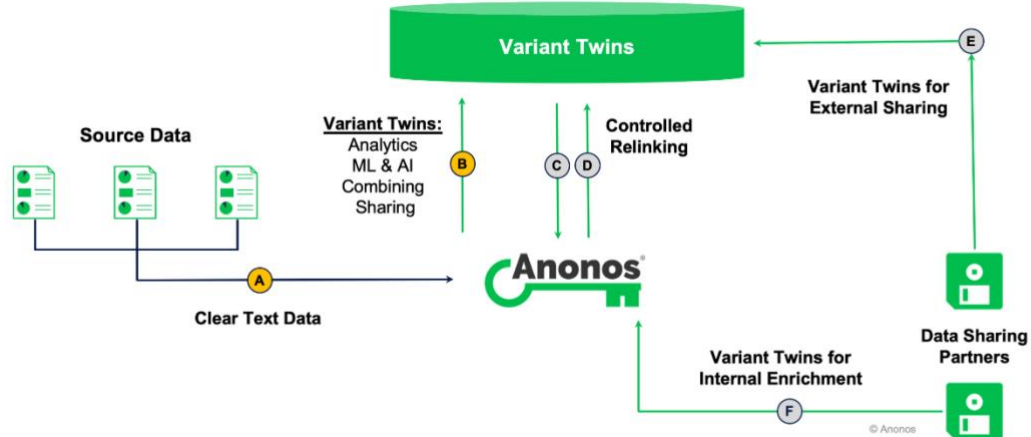 Variant Twins
E
Variant Twins for
External Sharing
Variant Twins:
Analytics
ML & AI
Combining
Sharing
B
C
D
Controlled
Relinking
Source Data
A
Clear Text Data
Anonos®
Data Sharing
Partners
Variant Twins for
Internal Enrichment
F
© Anonos